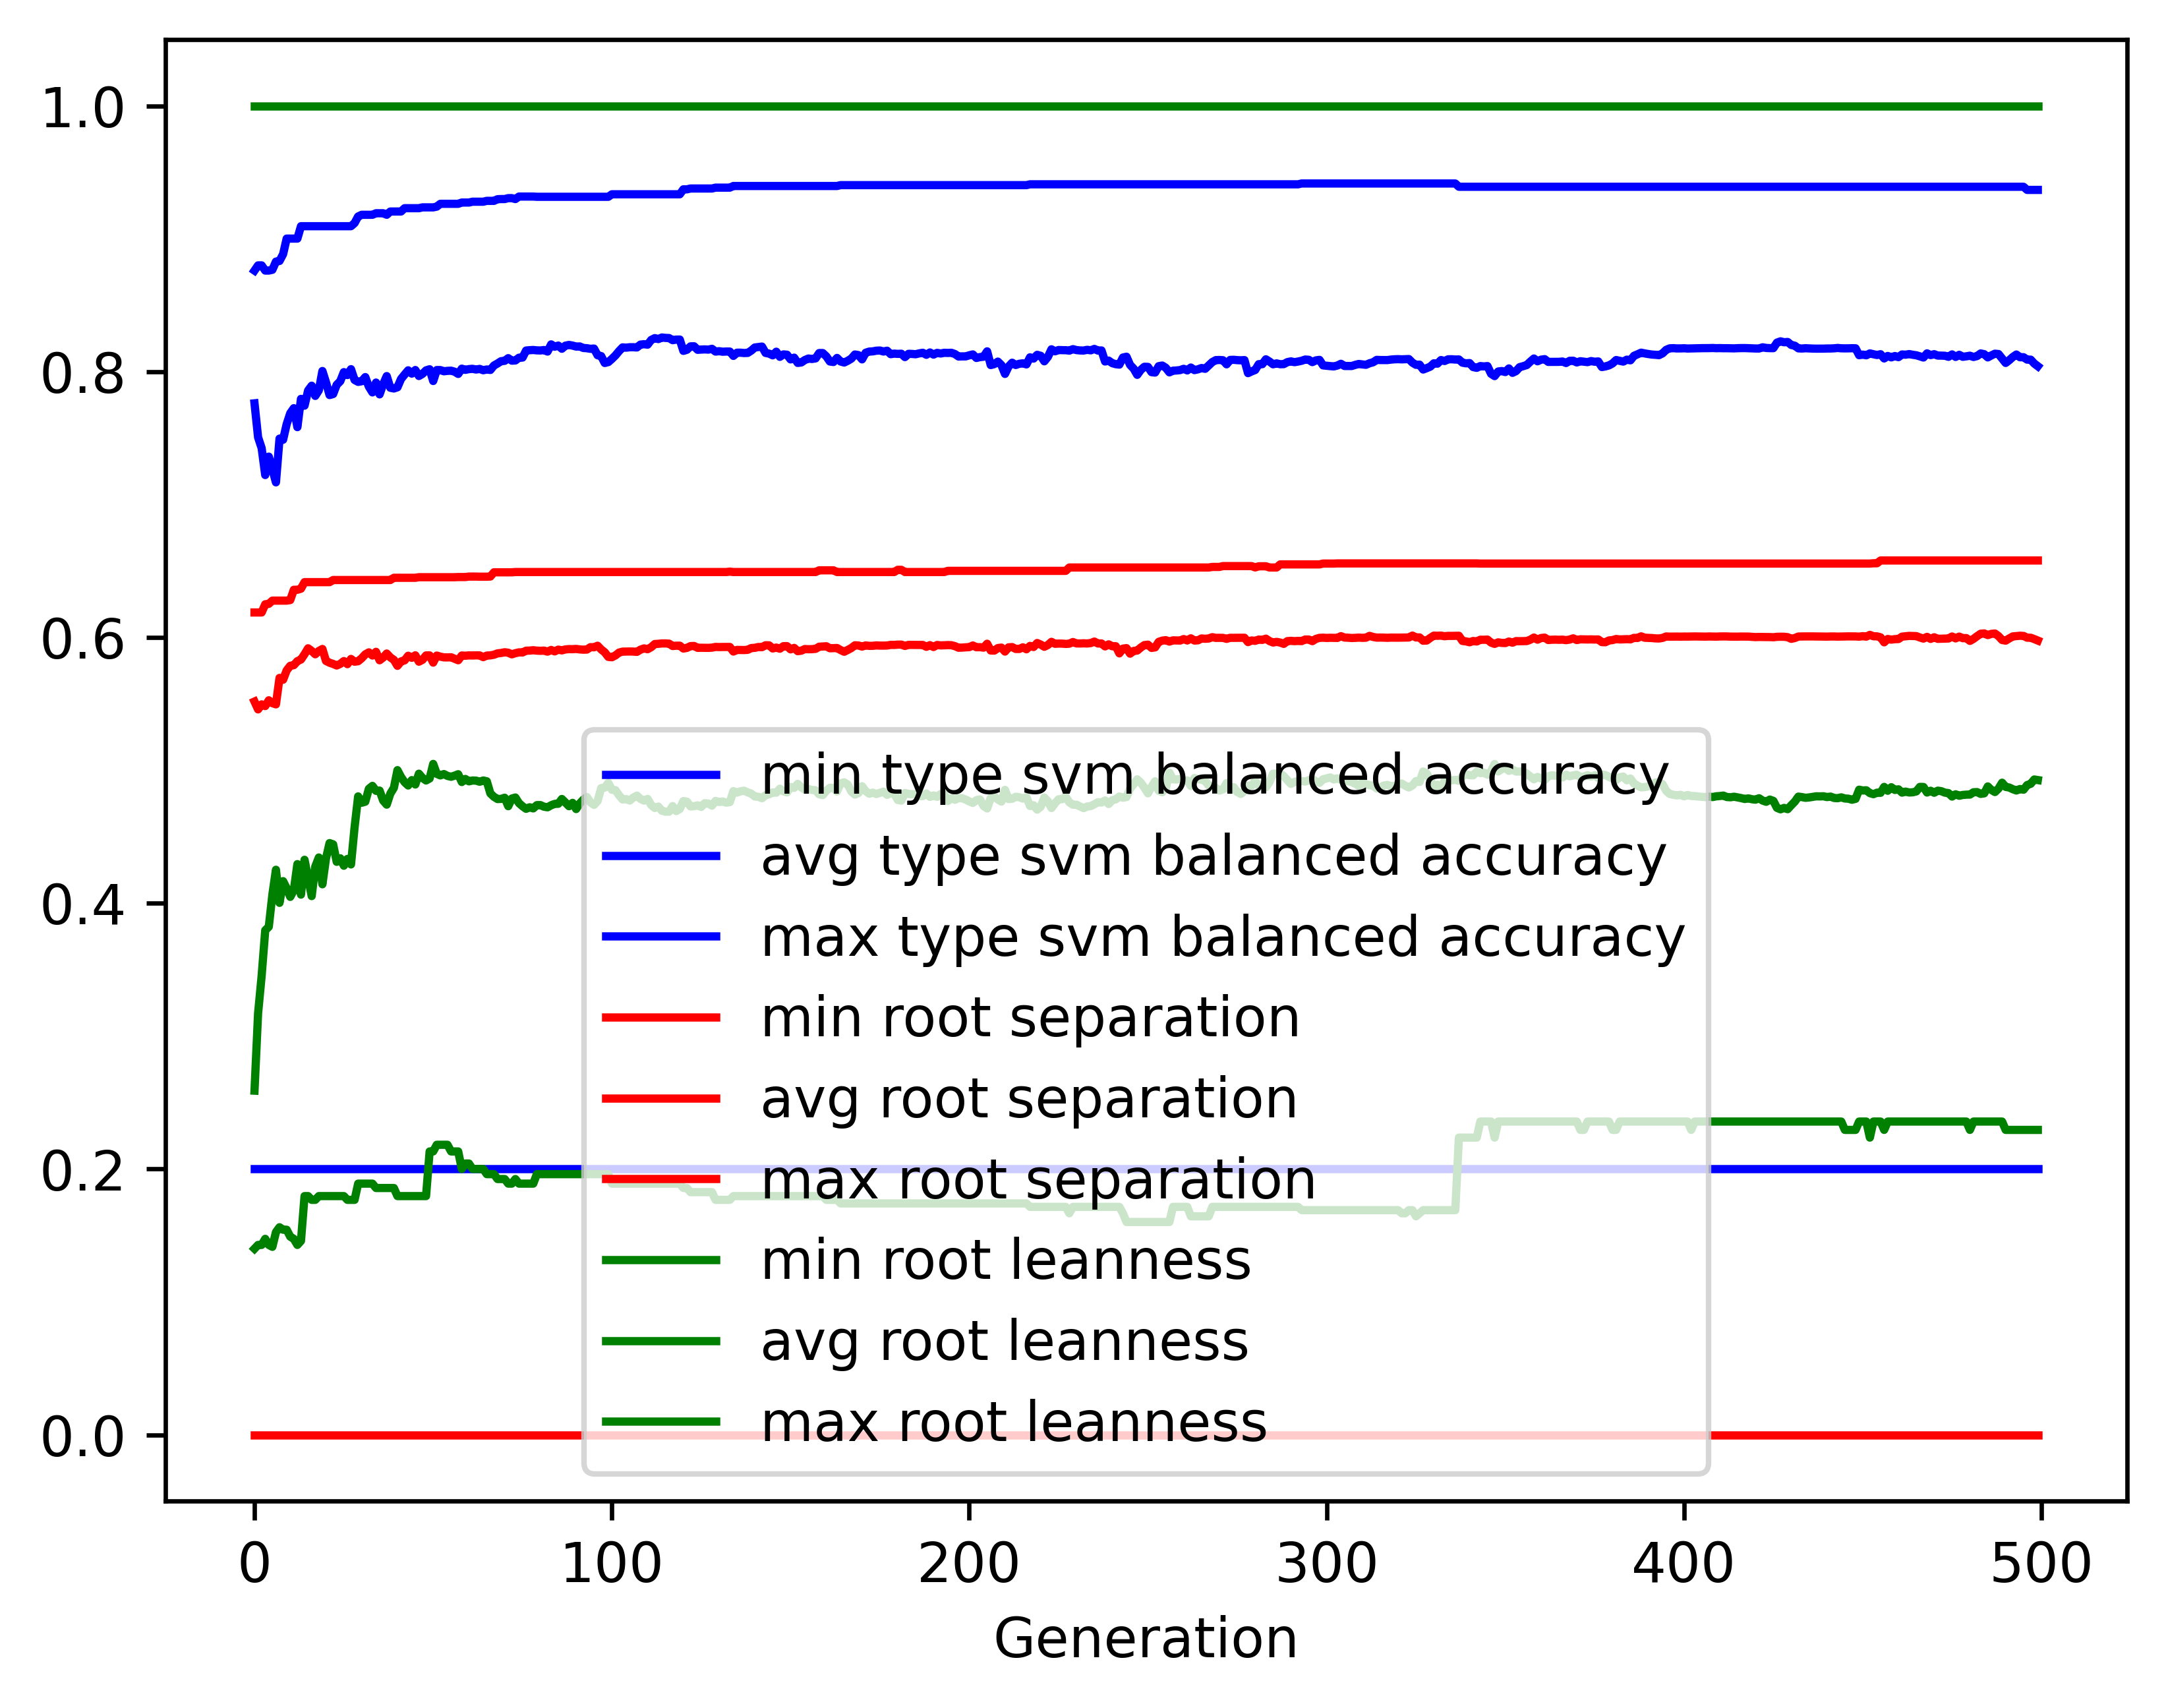 1.0
0.8
0.6
0.4
0.2
0.0
min type svm balanced accuracy
avg type svm balanced accuracy
max type svm balanced accuracy
min root separation
avg root separation
max root separation
min root leanness
avg root leanness
max root leanness
0 100 200 300 400 500
Generation